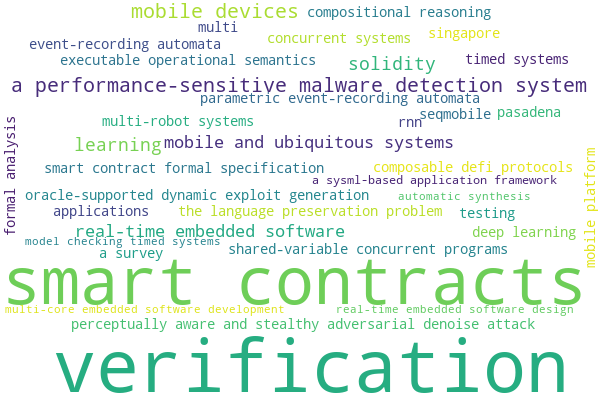 mobile devices
compositional reasoning
multi
singapore
event-recording automata
concurrent systems
executable operational semantics
solidity
timed systems
a performance-sensitive malware detection system
parametric event-recording automata
seqmobile
pasadena
multi-robot systems
rnn
learning
mobile and ubiquitous systems
formal analysis
smart contract formal specification
composable defi protocols
a sysml-based application framework
oracle-supported dynamic exploit generation
automatic synthesis
mobile platform
applications
the language preservation problem
testing
real-time embedded software
deep learning
model checking timed systems
shared-variable concurrent programs
a survey
smart contracts
multi-core embedded software development
real-time embedded software design
perceptually aware and stealthy adversarial denoise attack
verification